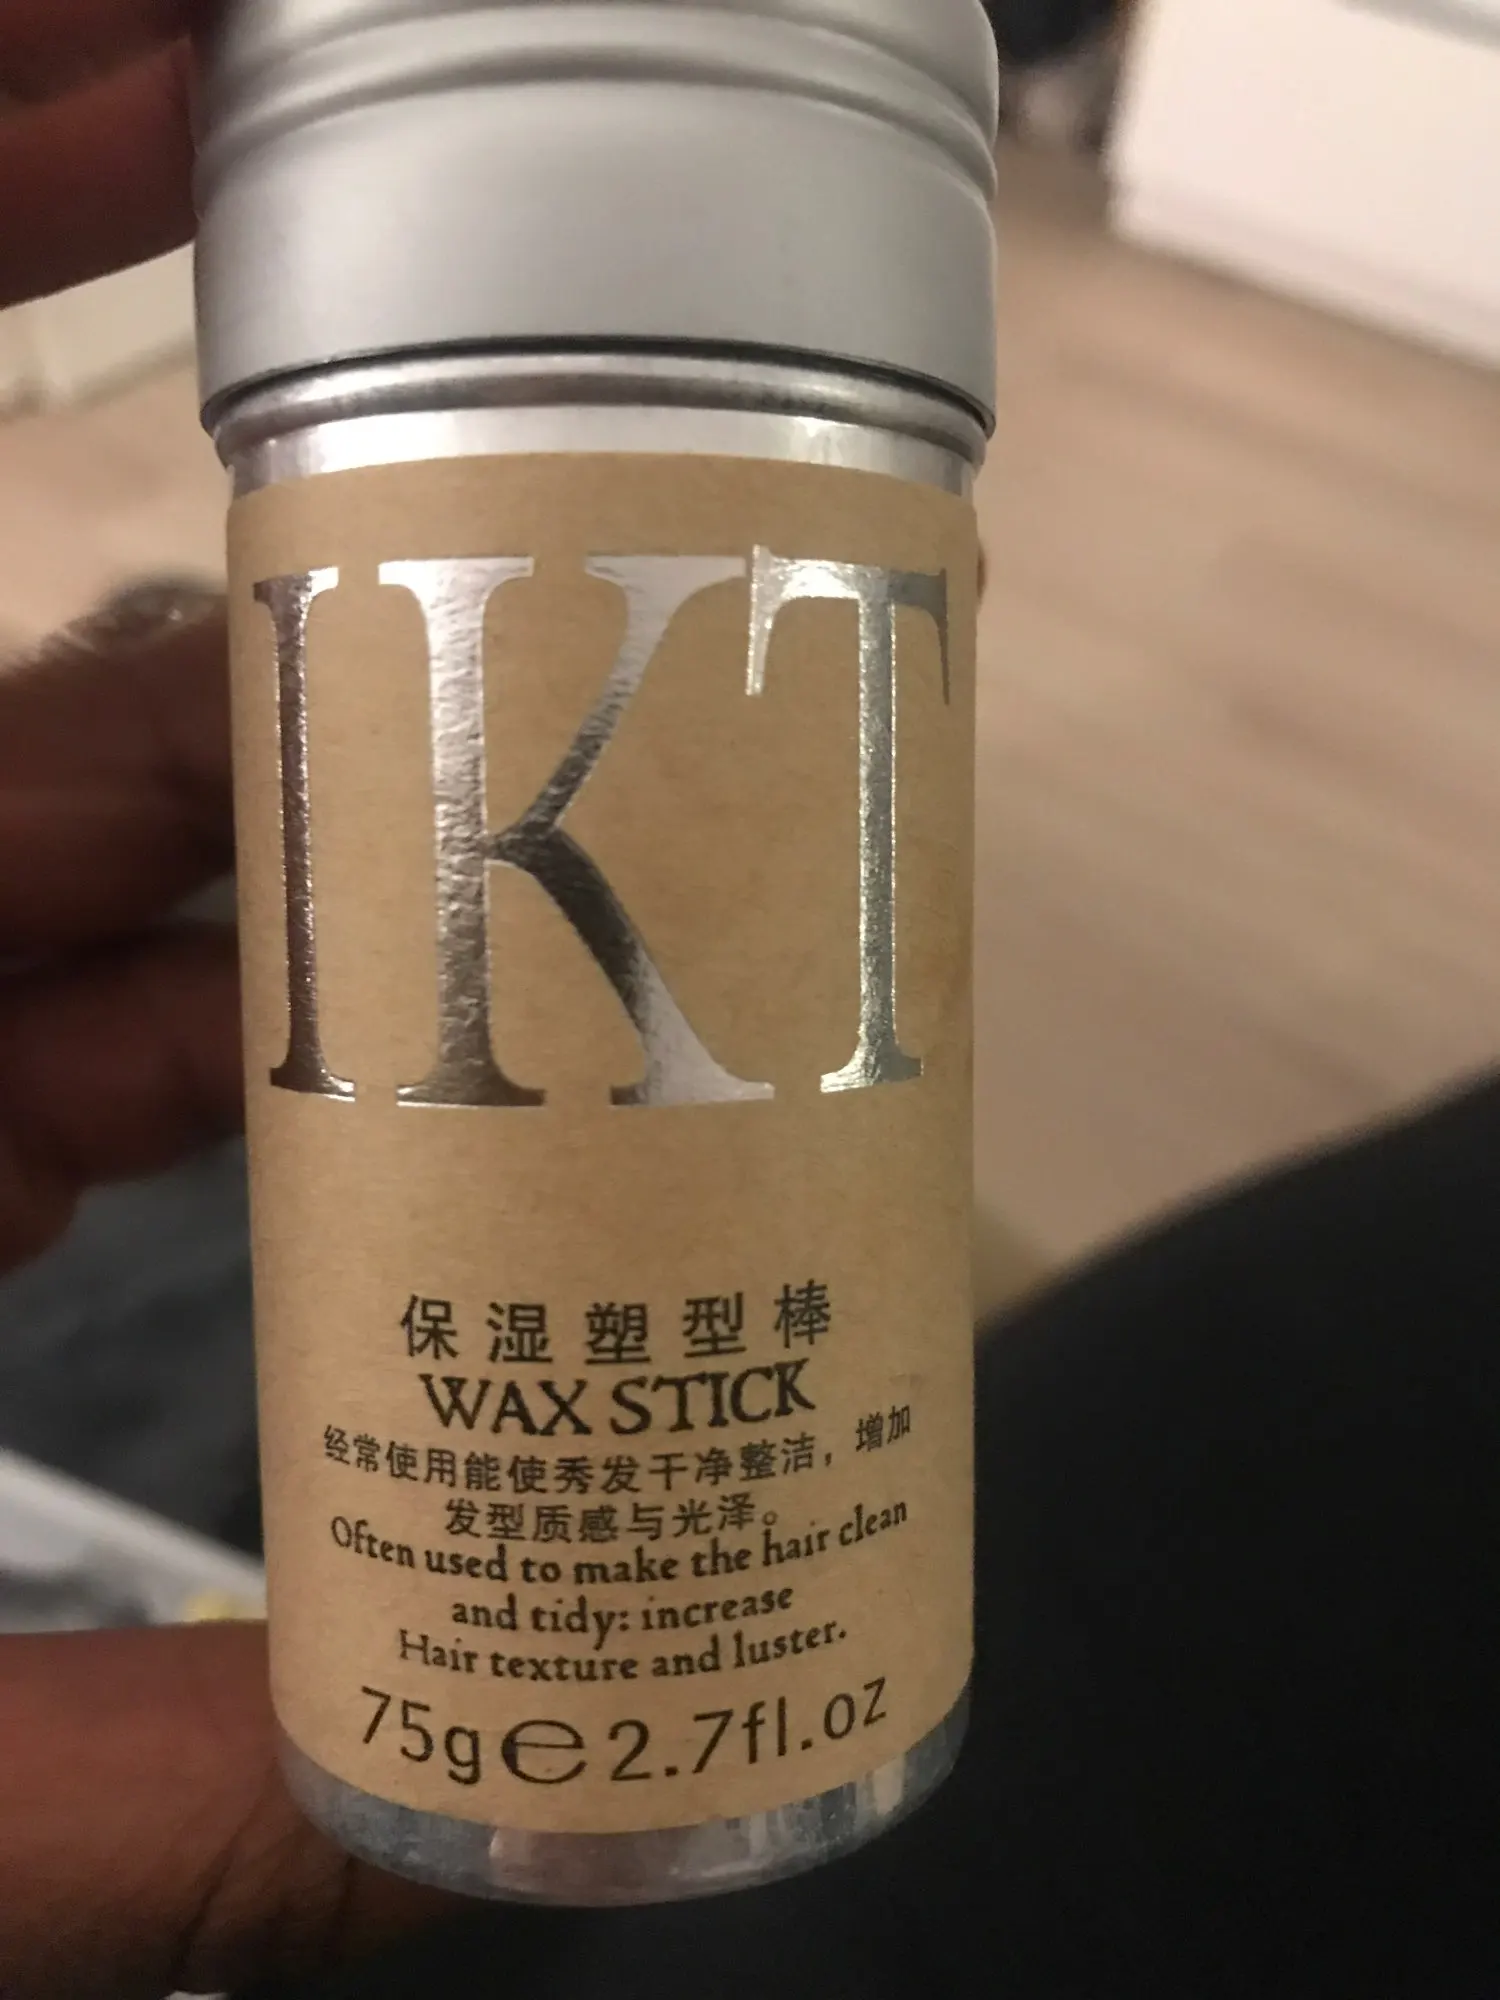 IKT
保湿塑型棒
WAX STICK
经常使用能使秀发干净整洁，增加
发型质感与光泽。
Often used to make the hair clean
and tidy: increase
Hair texture and luster.
75g℮2.7fl.oz